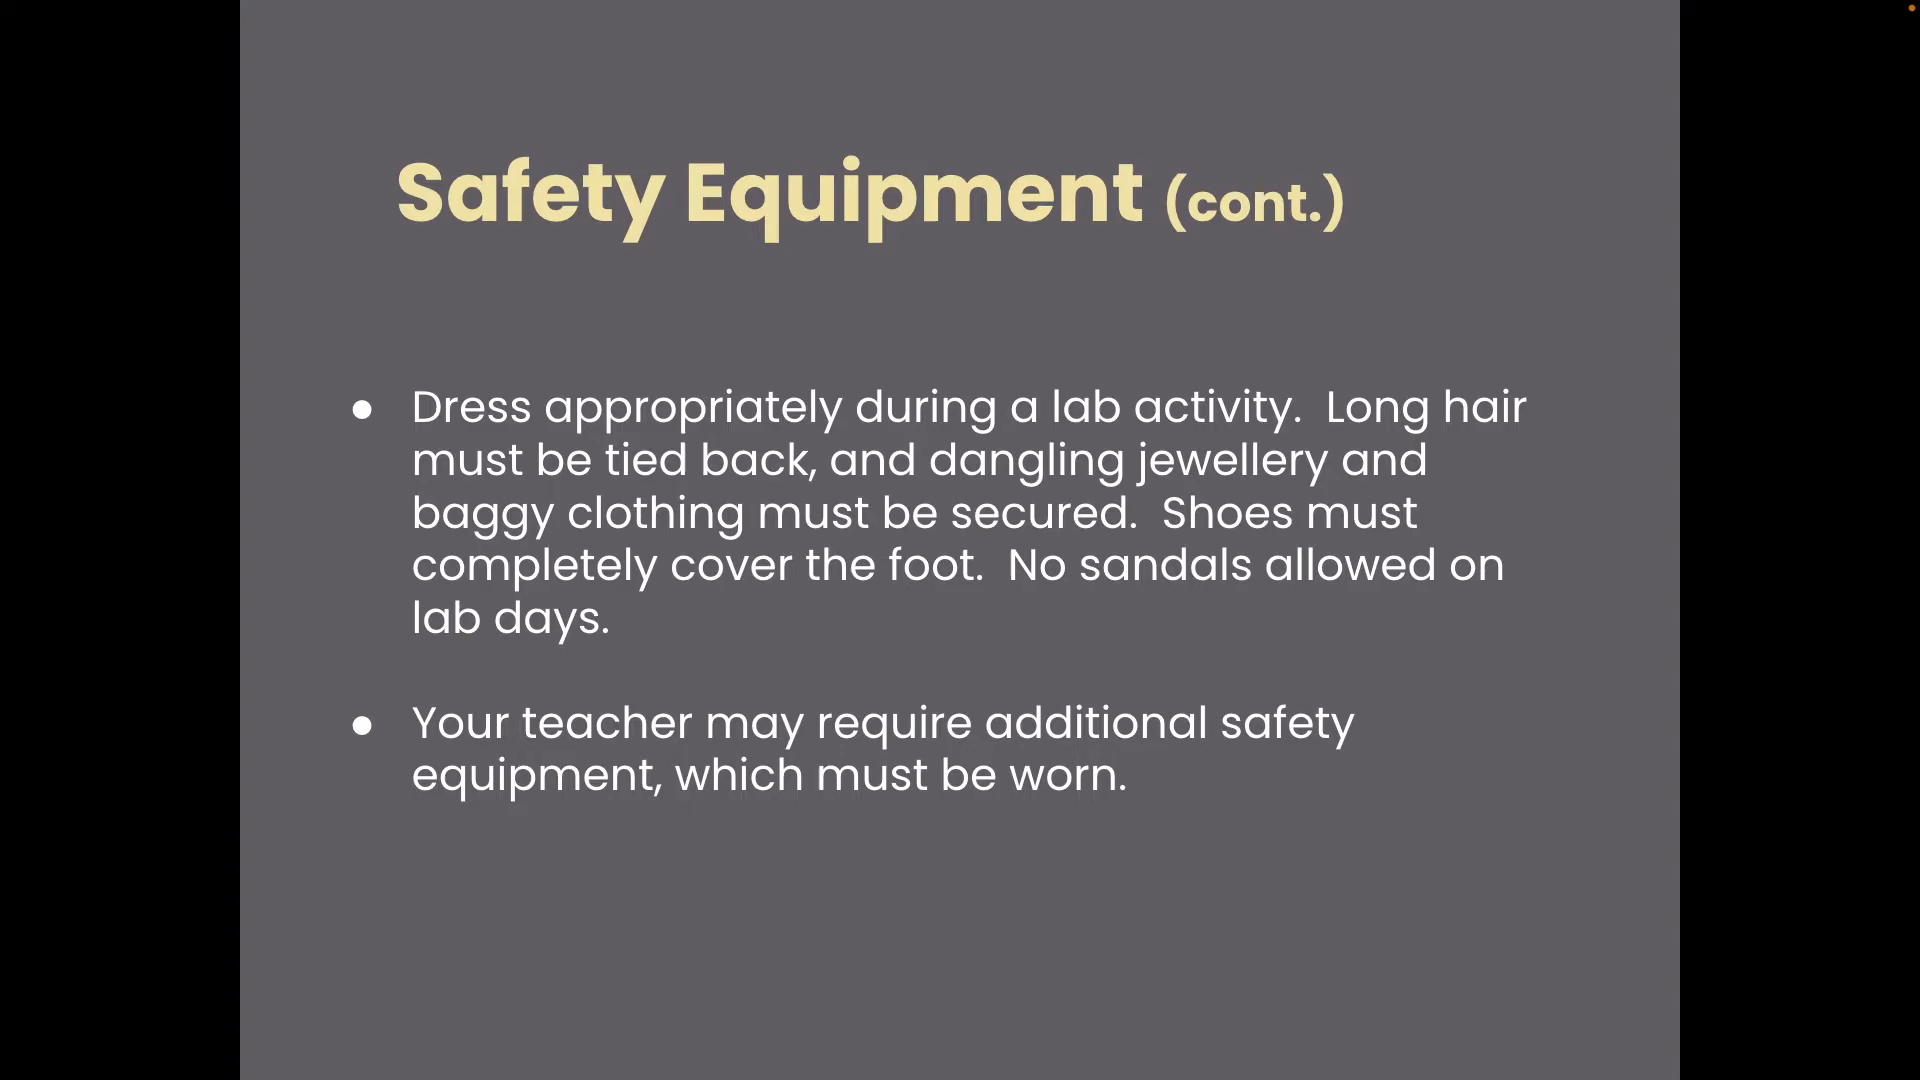 Safety Equipment (cont.)
● Dress appropriately during a lab activity.  Long hair
must be tied back, and dangling jewellery and
baggy clothing must be secured.  Shoes must
completely cover the foot.  No sandals allowed on
lab days.
● Your teacher may require additional safety
equipment, which must be worn.